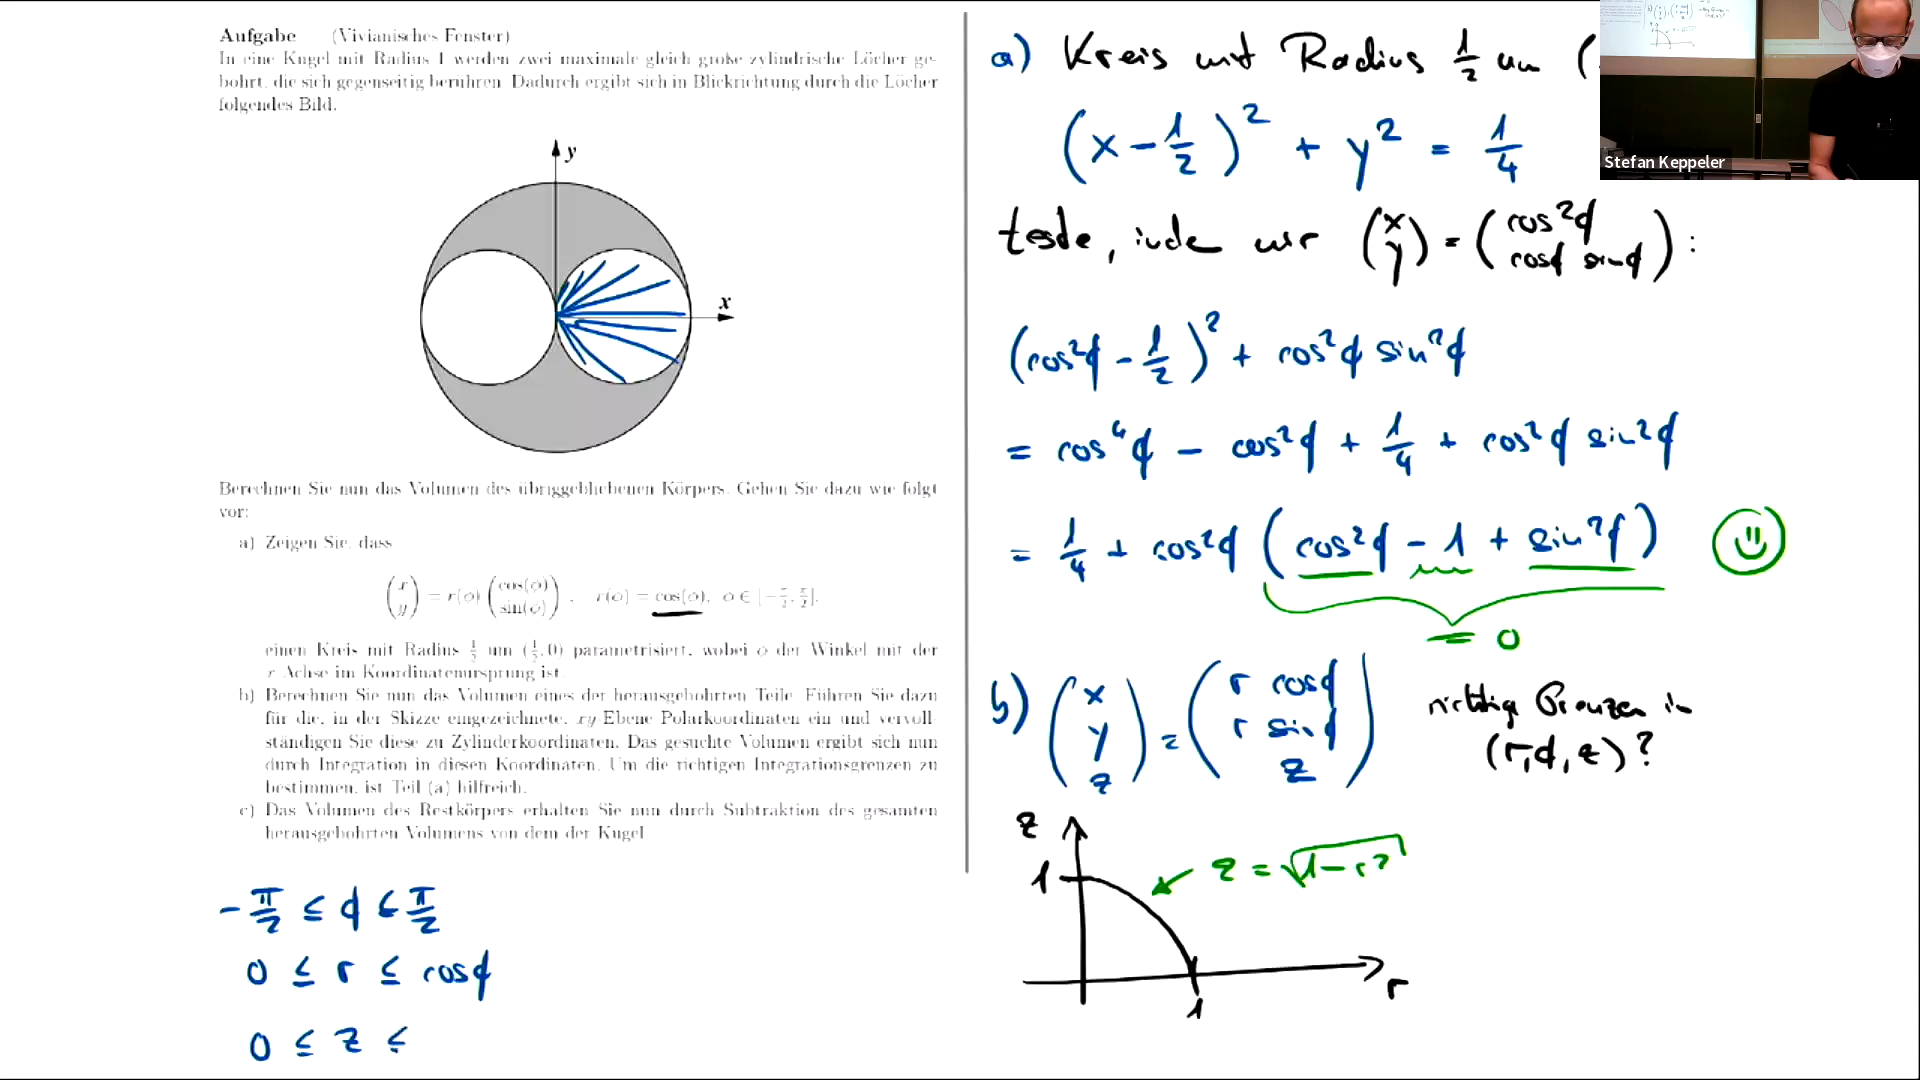 Aufgabe (Vivianisches Fenster)
In eine Kugel mit Radius 1 werden zwei maximale gleich große zylindrische Löcher ge-
bohrt, die sich gegenseitig berühren. Dadurch ergibt sich in Blickrichtung durch die Löcher
folgendes Bild.
y
x
Berechnen Sie nun das Volumen des übriggebliebenen Körpers. Gehen Sie dazu wie folgt
vor:
a) Zeigen Sie, dass
(x y) = r(ϕ) (cos(ϕ) sin(ϕ)), r(ϕ) = cos(ϕ), ϕ ∈ [−π/2, π/2],
einen Kreis mit Radius 1/2 um (1/2, 0) parametrisiert, wobei ϕ der Winkel mit der
x-Achse im Koordinatenursprung ist.
b) Berechnen Sie nun das Volumen eines der herausgebohrten Teile. Führen Sie dazu
für die, in der Skizze eingezeichnete, xy-Ebene Polarkoordinaten ein und vervoll-
ständigen Sie diese zu Zylinderkoordinaten. Das gesuchte Volumen ergibt sich nun
durch Integration in diesen Koordinaten. Um die richtigen Integrationsgrenzen zu
bestimmen, ist Teil (a) hilfreich.
c) Das Volumen des Restkörpers erhalten Sie nun durch Subtraktion des gesamten
herausgebohrten Volumens von dem der Kugel
−π/2 ≤ ϕ ≤ π/2
0 ≤ r ≤ cosϕ
0 ≤ z ≤
a) Kreis mit Radius 1/2 um (
(x − 1/2)² + y² = 1/4
teste, indem wir (x y) = (cos²ϕ cosϕ sinϕ) :
(cos²ϕ − 1/2)² + cos²ϕ sin²ϕ
= cos⁴ϕ − cos²ϕ + 1/4 + cos²ϕ sin²ϕ
= 1/4 + cos²ϕ (cos²ϕ − 1 + sin²ϕ)
= 0
b) (x y z) = (r cosϕ r sinϕ z)
richtige Grenzen in
(r,ϕ,z)?
z
1
z = √(1−r²)
r
1
Stefan Keppeler